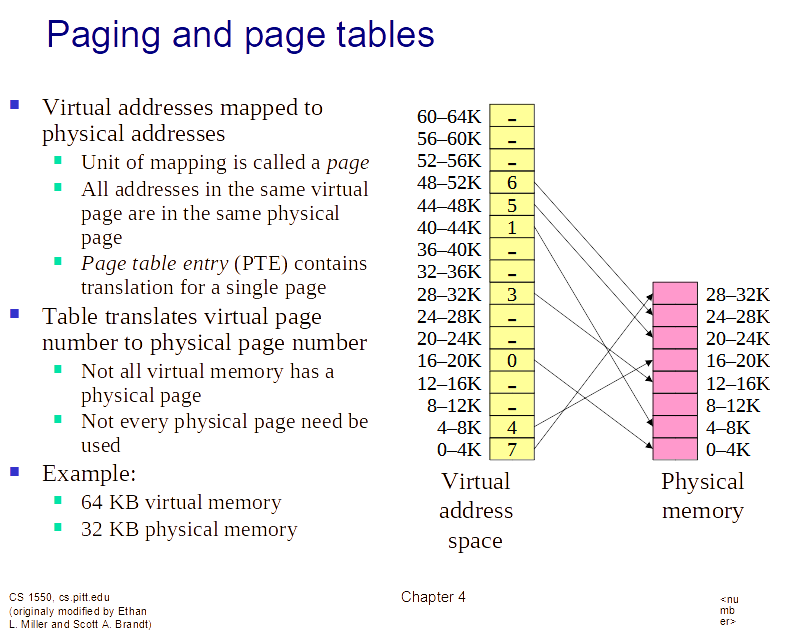 Paging and page tables
Virtual addresses mapped to
physical addresses
Unit of mapping is called a page
All addresses in the same virtual
page are in the same physical
page
Page table entry (PTE) contains
translation for a single page
Table translates virtual page
number to physical page number
Not all virtual memory has a
physical page
Not every physical page need be
used
Example:
64 KB virtual memory
32 KB physical memory
60–64K -
56–60K -
52–56K -
48–52K 6
44–48K 5
40–44K 1
36–40K -
32–36K -
28–32K 3
24–28K -
20–24K -
16–20K 0
12–16K -
8–12K -
4–8K 4
0–4K 7
Virtual
address
space
28–32K
24–28K
20–24K
16–20K
12–16K
8–12K
4–8K
0–4K
Physical
memory
CS 1550, cs.pitt.edu
(originaly modified by Ethan
L. Miller and Scott A. Brandt)
Chapter 4
<nu
mb
er>